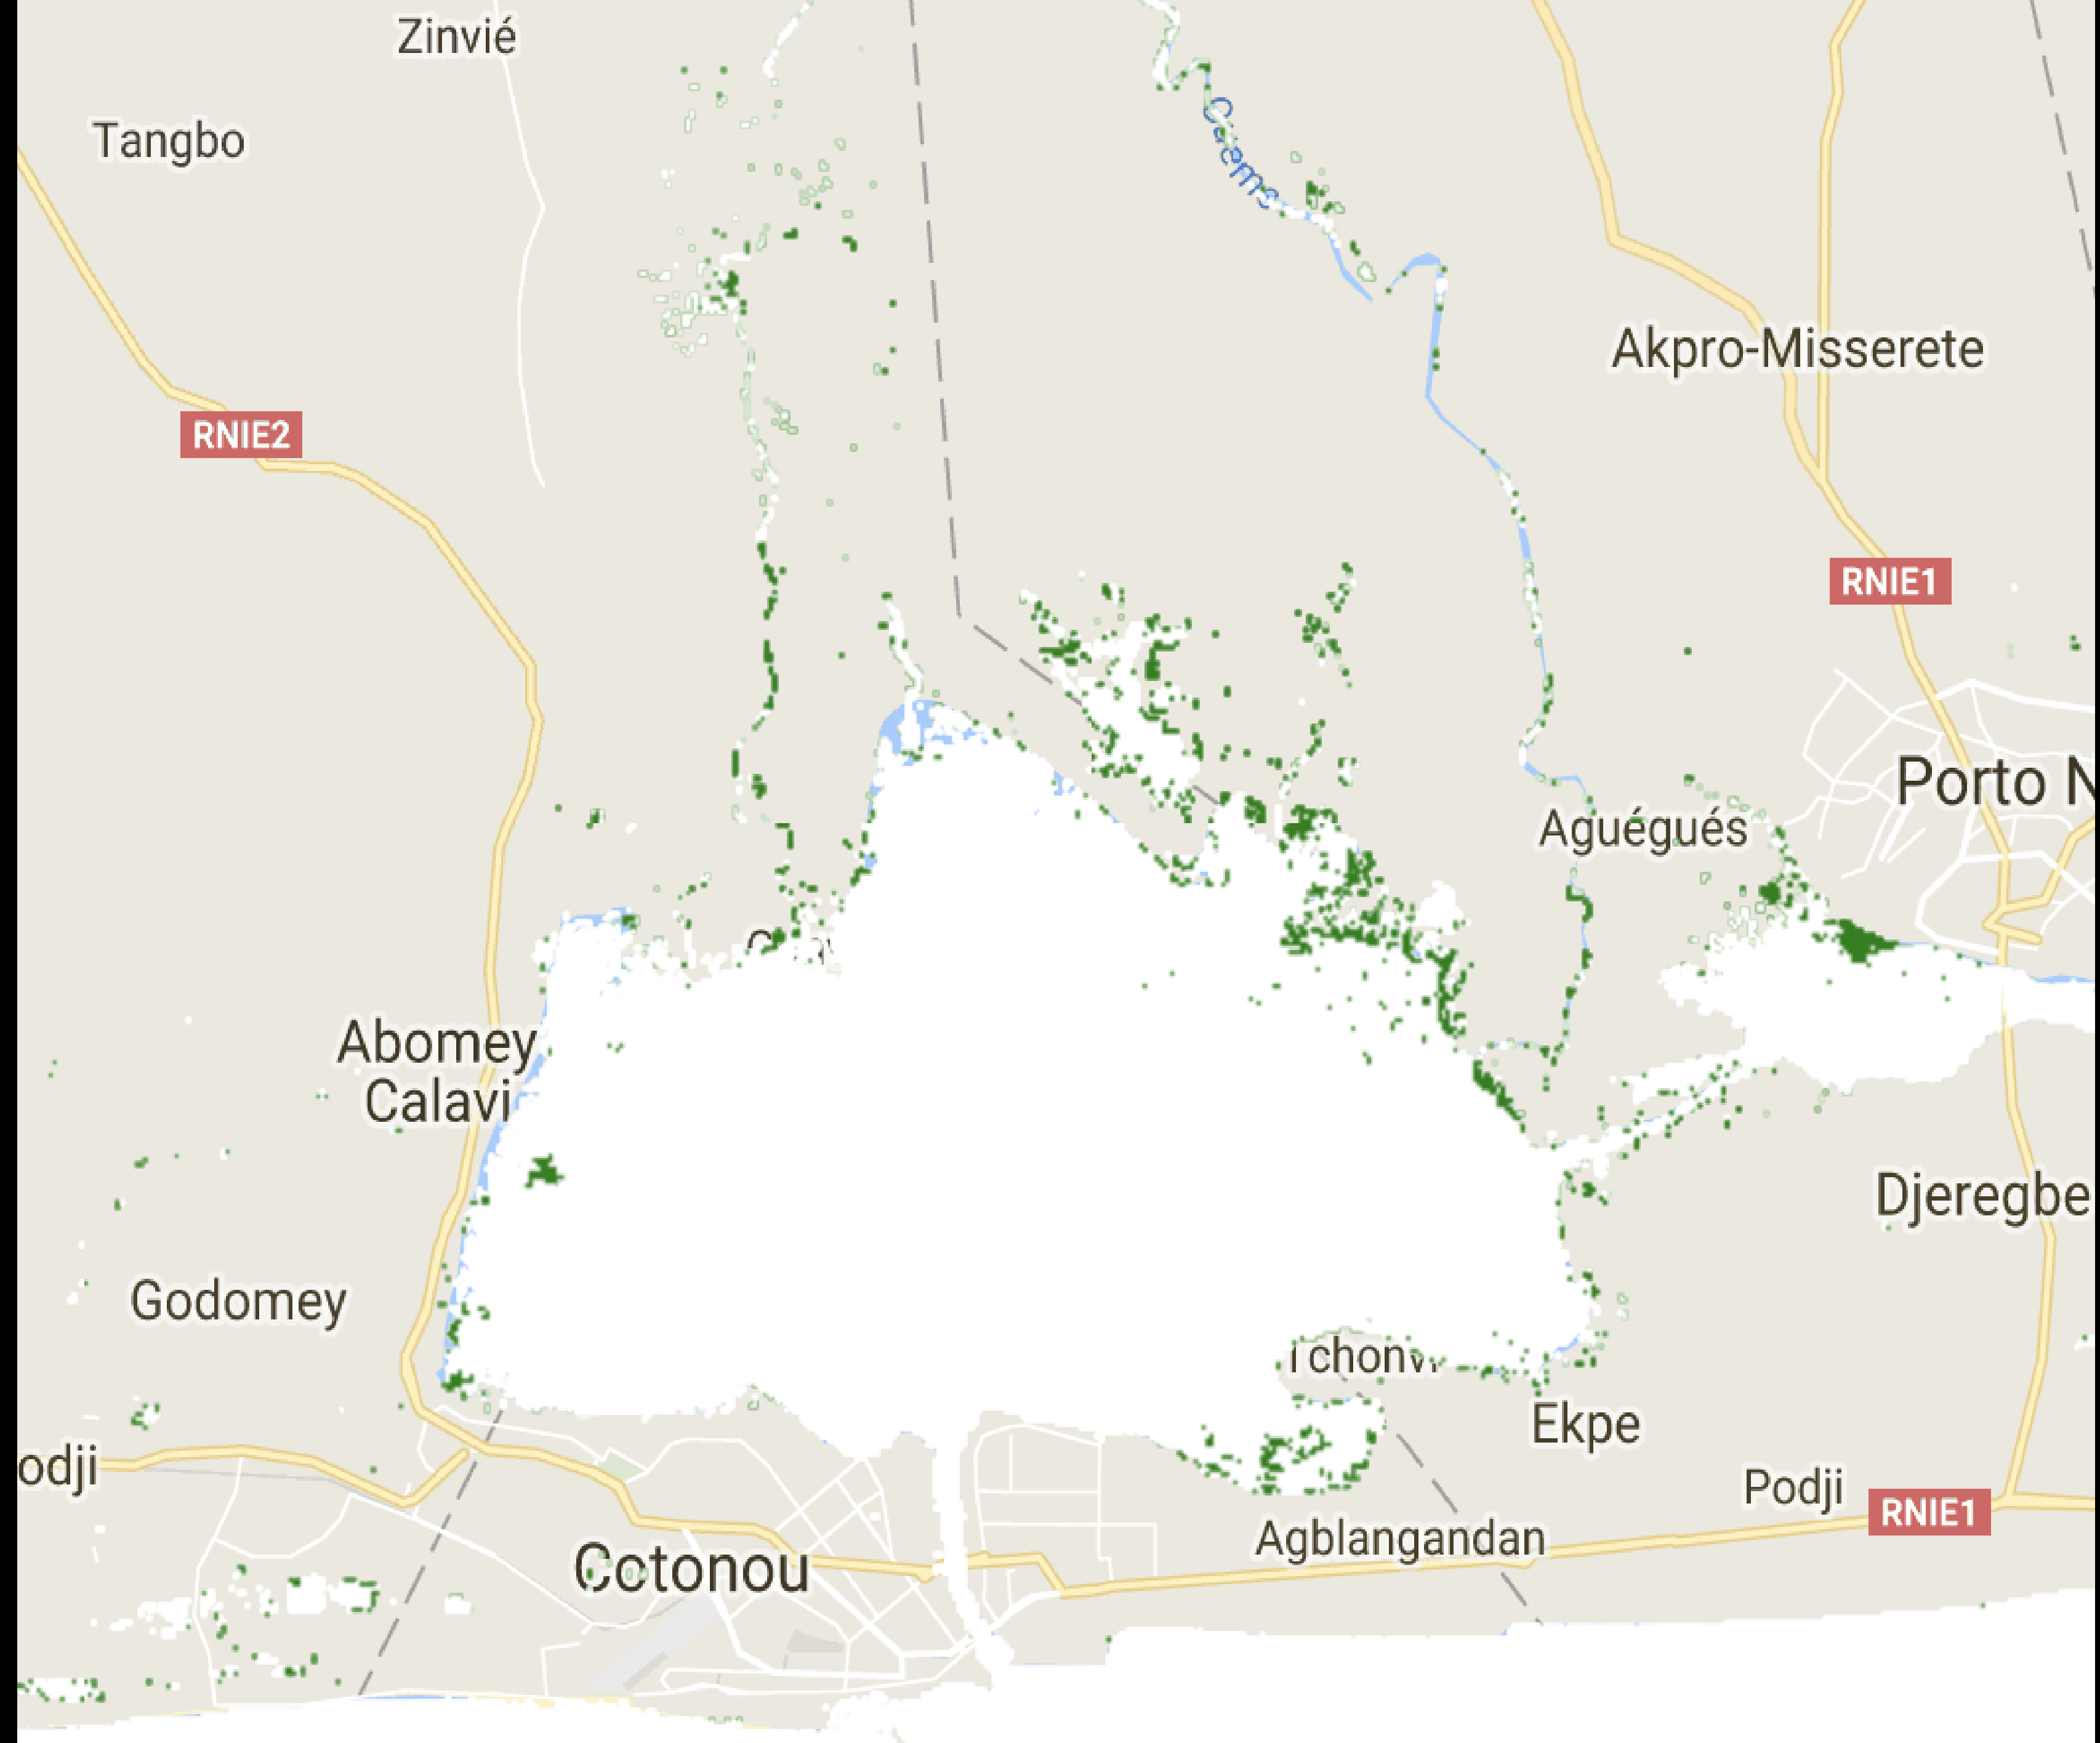 Zinvié
Tangbo
RNIE2
Akpro-Misserete
RNIE1
Porto N
Aguégués
Abomey
Calavi
Djeregbe
Godomey
Ekpe
odji
Podji
RNIE1
Agblangandan
Cotonou